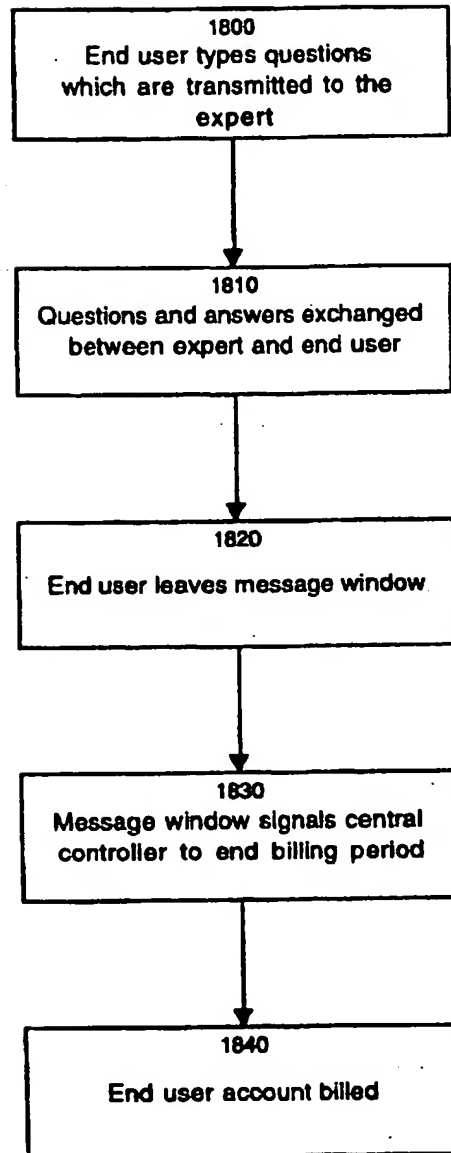 1800
End user types questions
which are transmitted to the
expert
1810
Questions and answers exchanged
between expert and end user
1820
End user leaves message window
1830
Message window signals central
controller to end billing period
1840
End user account billed